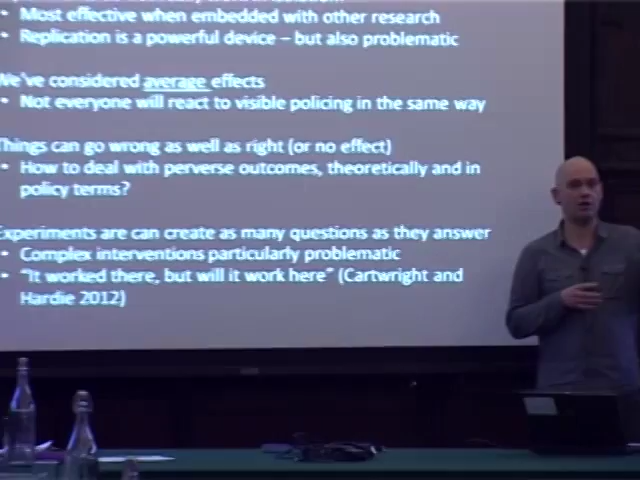 • Most effective when embedded with other research
• Replication is a powerful device – but also problematic
We've considered average effects
• Not everyone will react to visible policing in the same way
Things can go wrong as well as right (or no effect)
• How to deal with perverse outcomes, theoretically and in
policy terms?
Experiments are can create as many questions as they answer
• Complex interventions particularly problematic
• "It worked there, but will it work here" (Cartwright and
Hardie 2012)